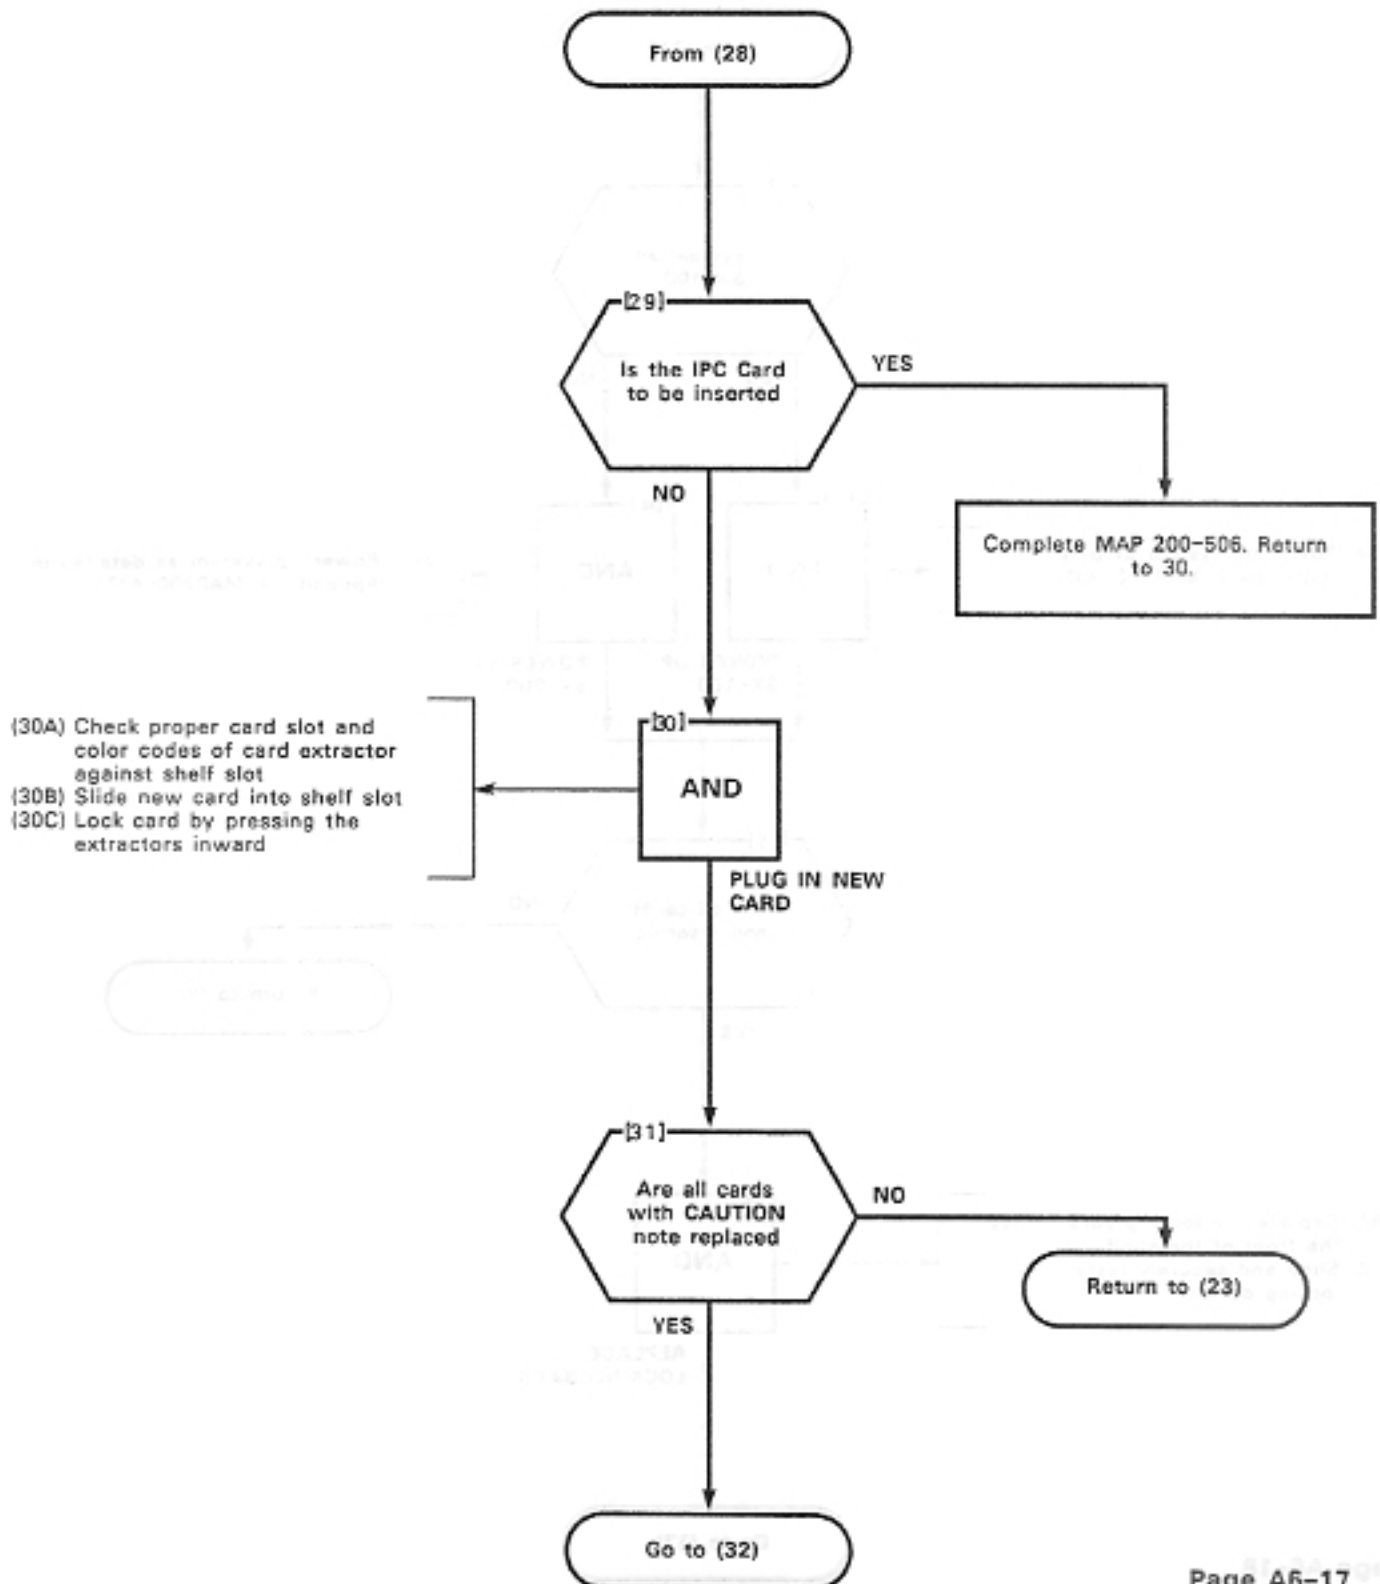 From (28)
[29]
Is the IPC Card
to be inserted
YES
NO
Complete MAP 200-506. Return
to 30.
[30]
AND
(30A) Check proper card slot and
color codes of card extractor
against shelf slot
(30B) Slide new card into shelf slot
(30C) Lock card by pressing the
extractors inward
PLUG IN NEW
CARD
[31]
Are all cards
with CAUTION
note replaced
NO
Return to (23)
YES
Go to (32)
Page A6-17